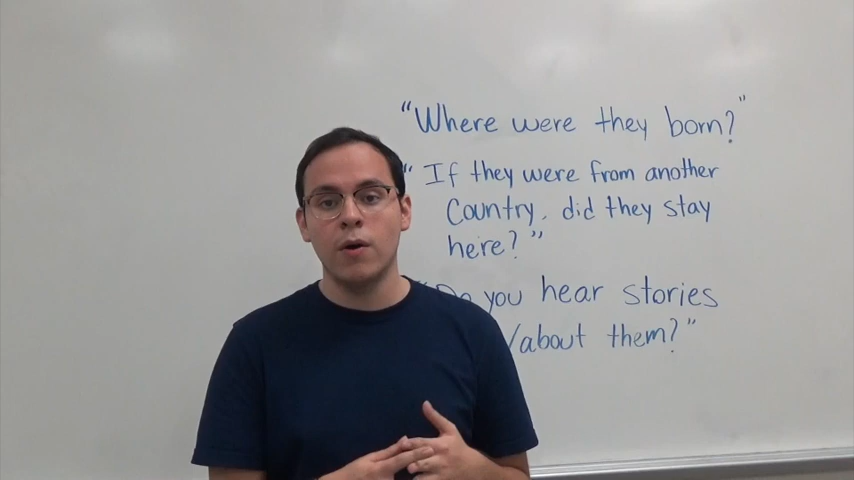 "Where were they born?"
" If they were from another
Country, did they stay
here?"
"Do you hear stories
/about them?"